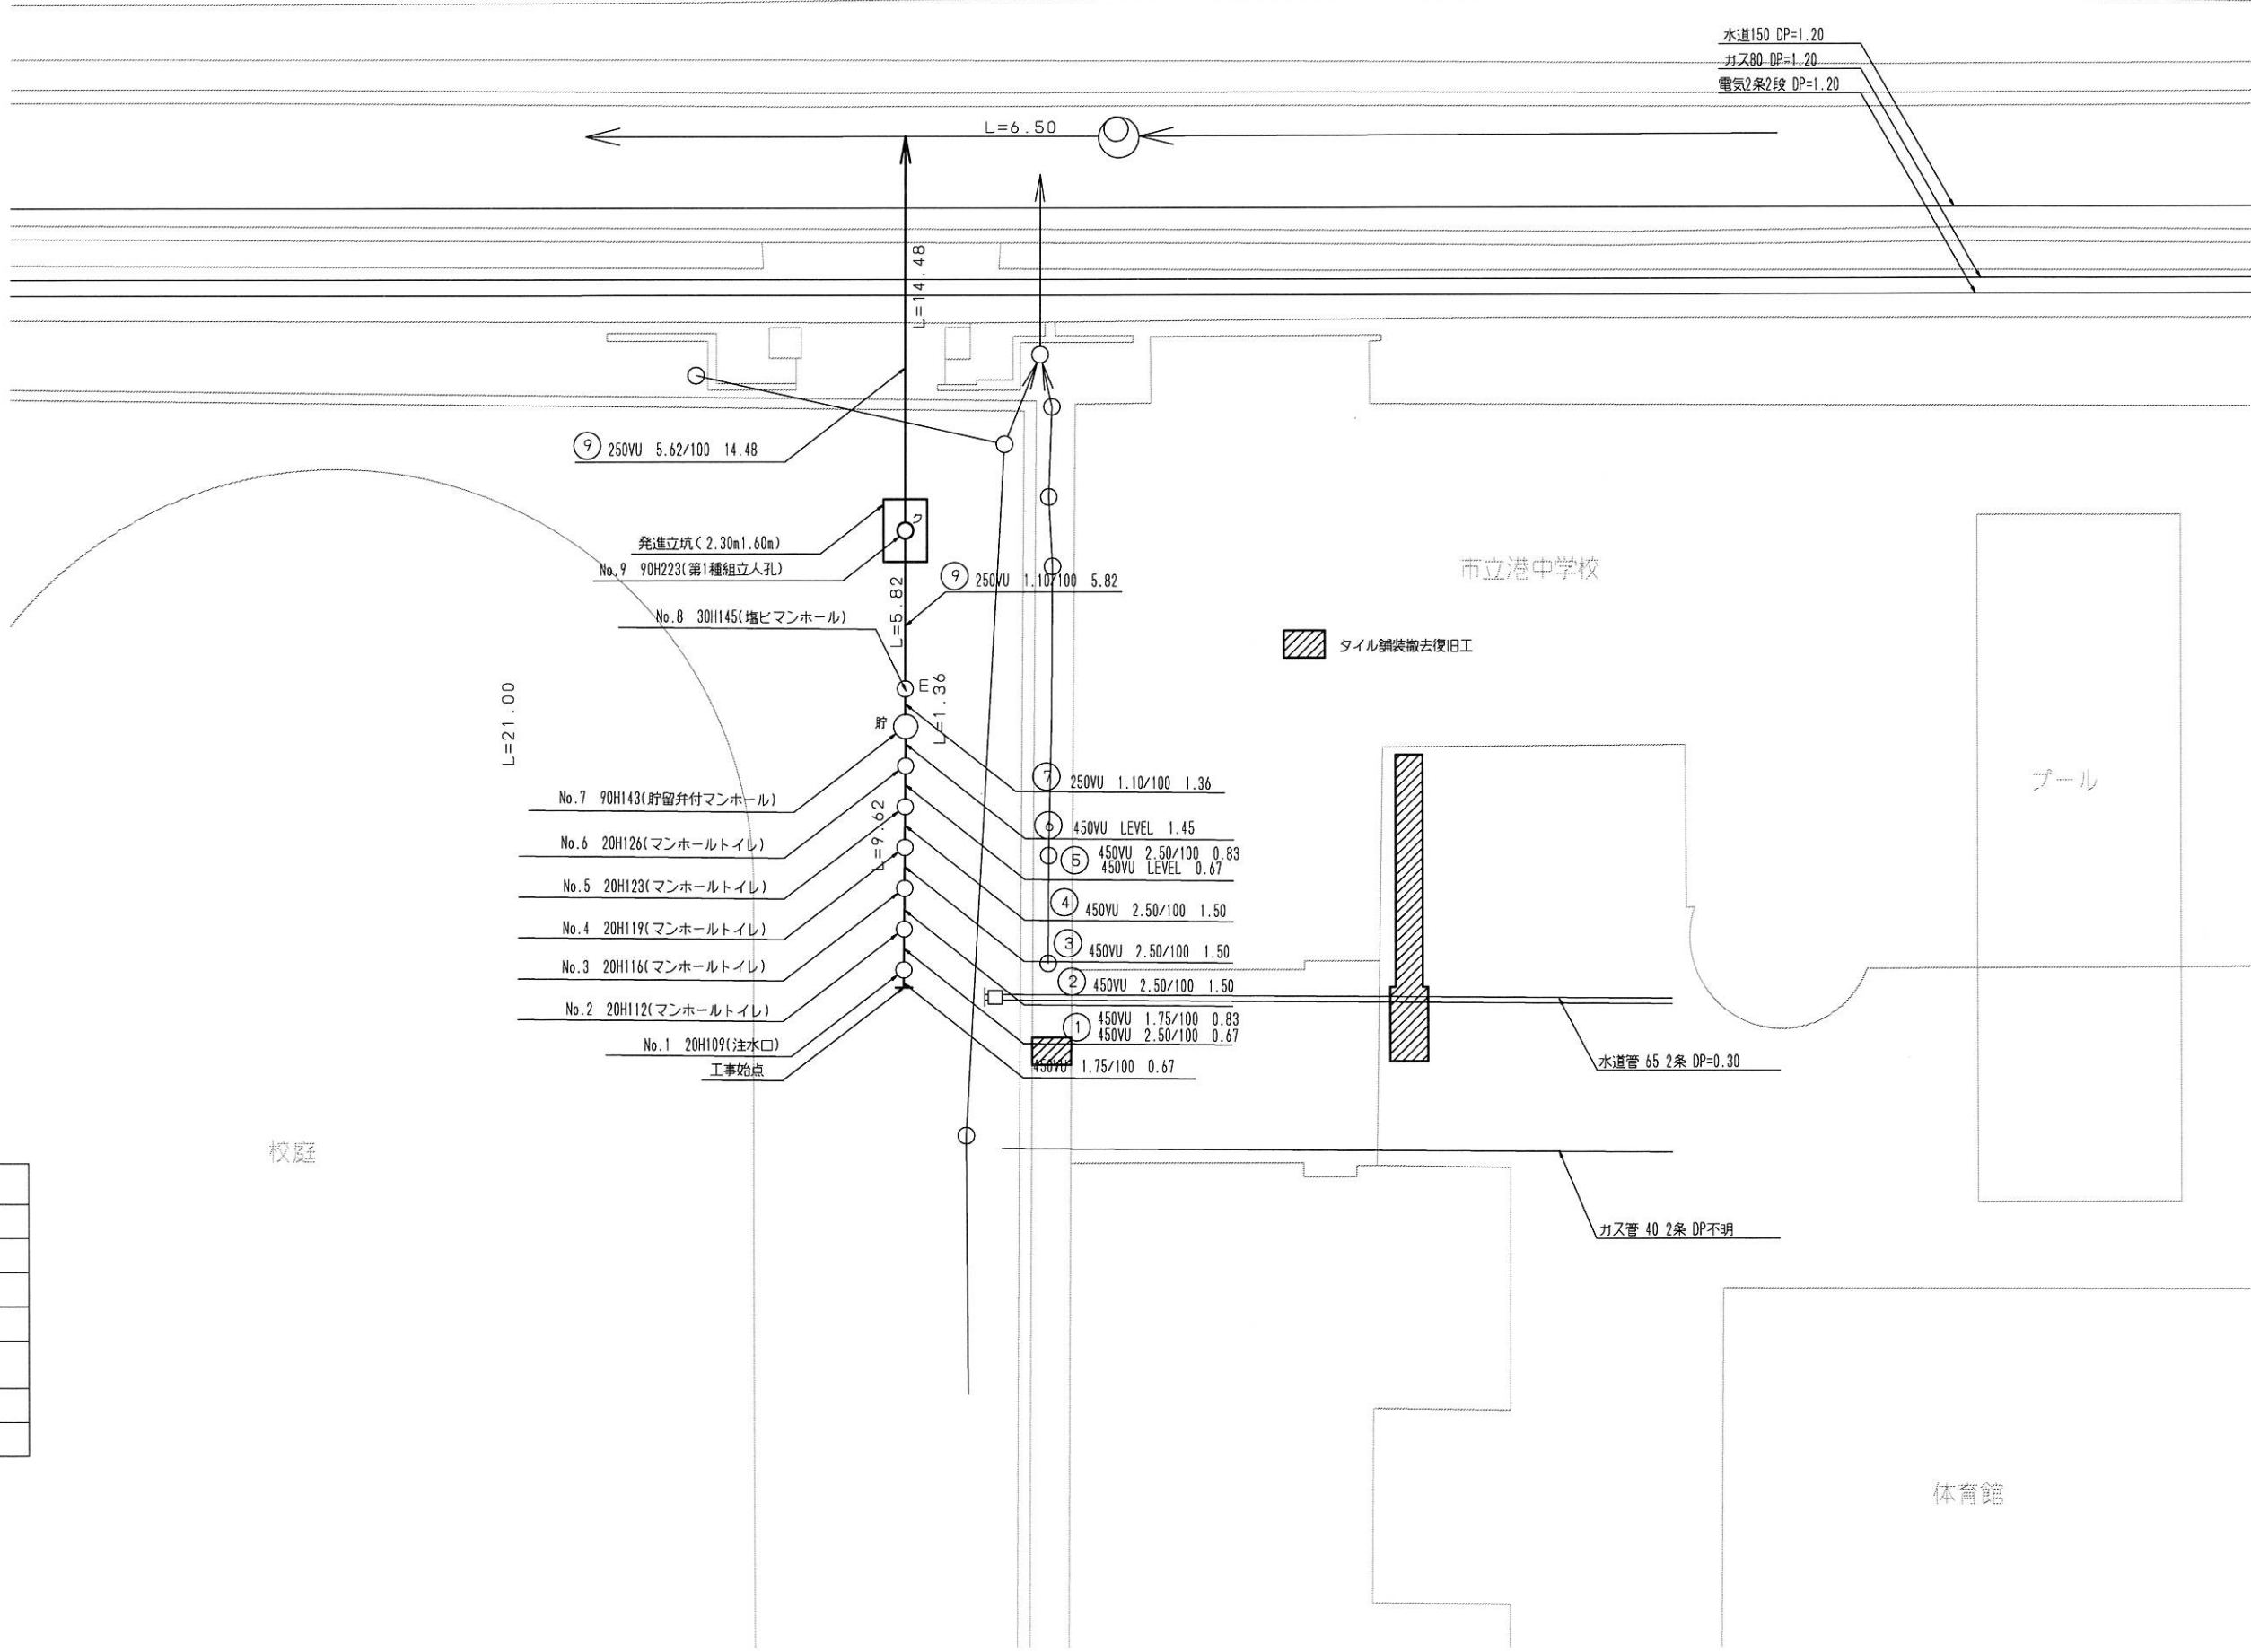 水道150 DP=1.20
ガス80 DP=1.20
電気2条2段 DP=1.20
L=6.50
L=14.48
⑨ 250VU 5.62/100 14.48
ク
発進立坑(2.30m1.60m)
No.9 90H223(第1種組立人孔)
⑨ 250VU 1.10/100 5.82
L=5.82
No.8 30H145(塩ビマンホール)
市立港中学校
タイル舗装撤去復旧工
E
L=1.36
L=21.00
貯
⑦ 250VU 1.10/100 1.36
プール
No.7 90H143(貯留弁付マンホール)
L=9.62
⑥ 450VU LEVEL 1.45
No.6 20H126(マンホールトイレ)
⑤ 450VU 2.50/100 0.83
450VU LEVEL 0.67
No.5 20H123(マンホールトイレ)
④ 450VU 2.50/100 1.50
No.4 20H119(マンホールトイレ)
③ 450VU 2.50/100 1.50
No.3 20H116(マンホールトイレ)
② 450VU 2.50/100 1.50
No.2 20H112(マンホールトイレ)
① 450VU 1.75/100 0.83
450VU 2.50/100 0.67
No.1 20H109(注水口)
工事始点
450VU 1.75/100 0.67
水道管 65 2条 DP=0.30
校庭
ガス管 40 2条 DP不明
体育館